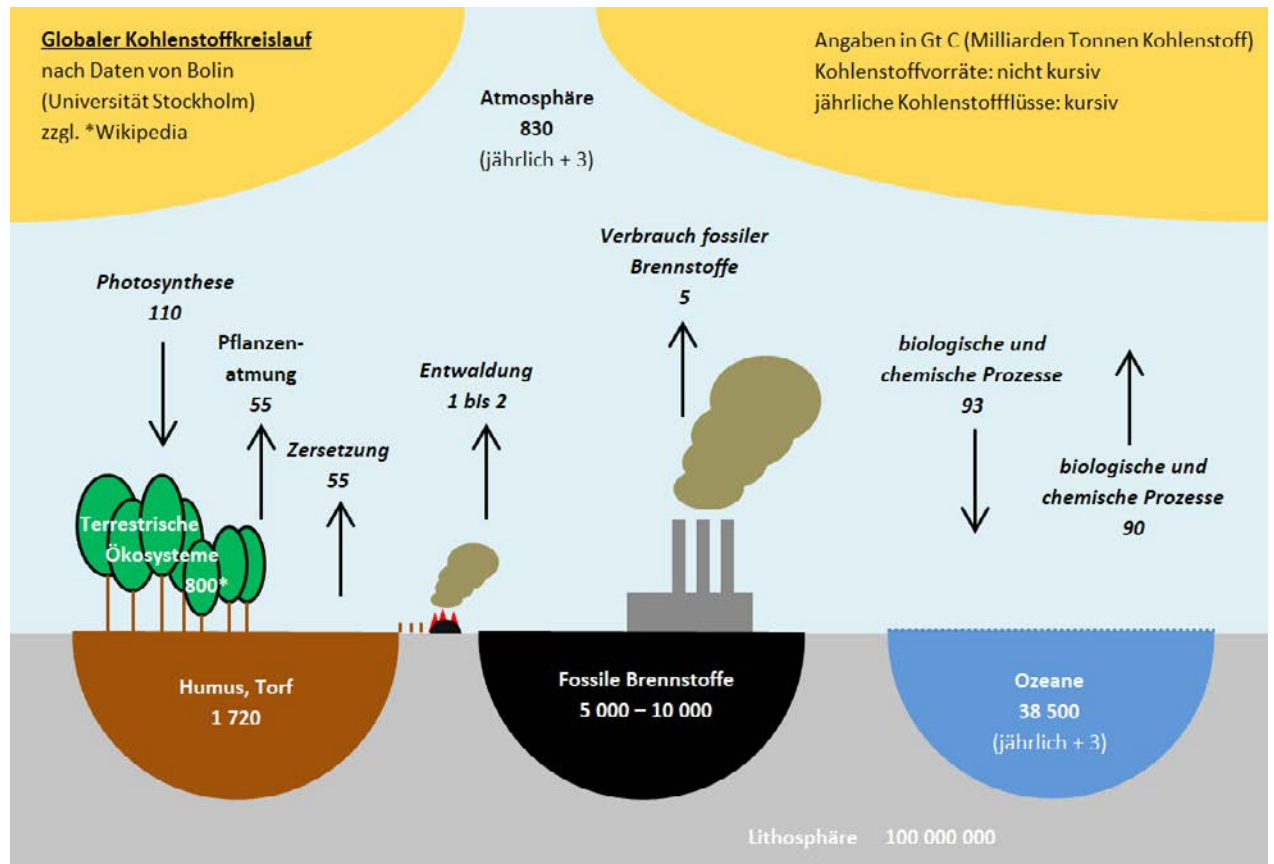 Globaler Kohlenstoffkreislauf
nach Daten von Bolin
(Universität Stockholm)
zzgl. *Wikipedia
Angaben in Gt C (Milliarden Tonnen Kohlenstoff)
Kohlenstoffvorräte: nicht kursiv
jährliche Kohlenstoffflüsse: kursiv
Atmosphäre
830
(jährlich + 3)
Photosynthese
110
Pflanzen-
atmung
55
Zersetzung
55
Entwaldung
1 bis 2
Verbrauch fossiler
Brennstoffe
5
biologische und
chemische Prozesse
93
biologische und
chemische Prozesse
90
Terrestrische
Ökosysteme
800*
Humus, Torf
1 720
Fossile Brennstoffe
5 000 – 10 000
Ozeane
38 500
(jährlich + 3)
Lithosphäre 100 000 000